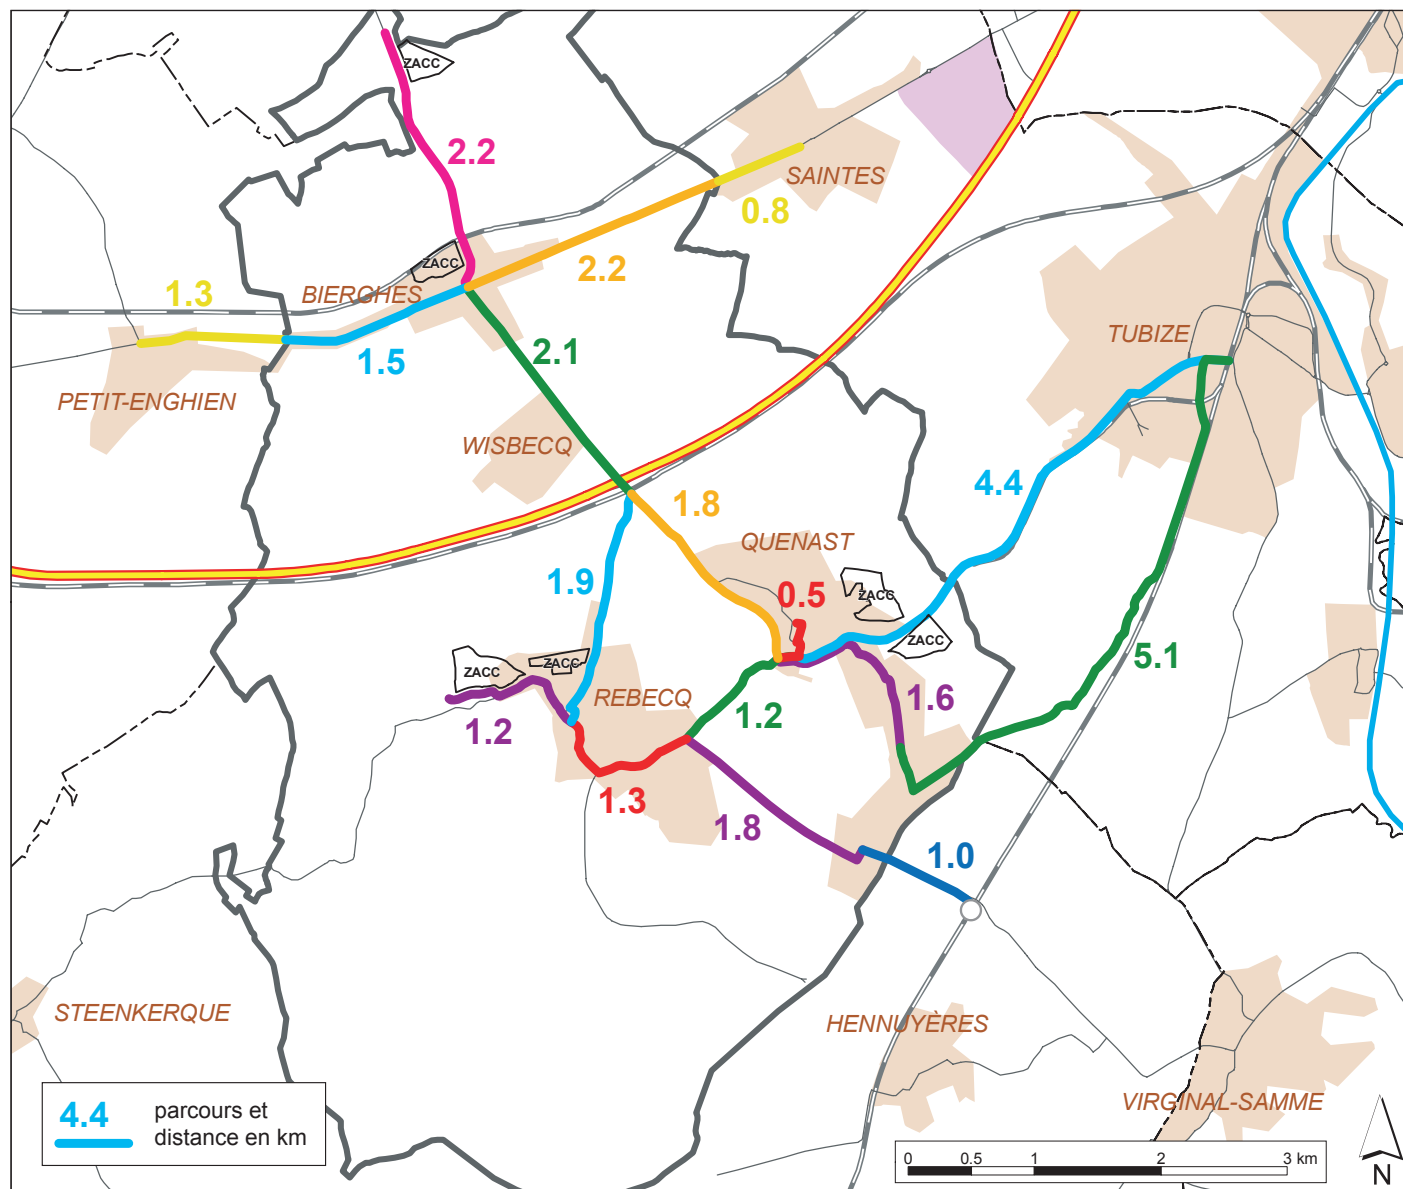 ZACC
2.2
SAINTES
0.8
ZACC
2.2
1.3
BIERGHES
TUBIZE
2.1
1.5
PETIT-ENGHIEN
WISBECQ
4.4
1.8
QUENAST
1.9
0.5
ZACC
ZACC
5.1
ZACC
ZACC
REBECQ
1.6
1.2
1.2
1.3
1.8
1.0
STEENKERQUE
HENNUYÈRES
VIRGINAL-SAMME
4.4 parcours et
distance en km
0 0.5 1 2 3 km
N